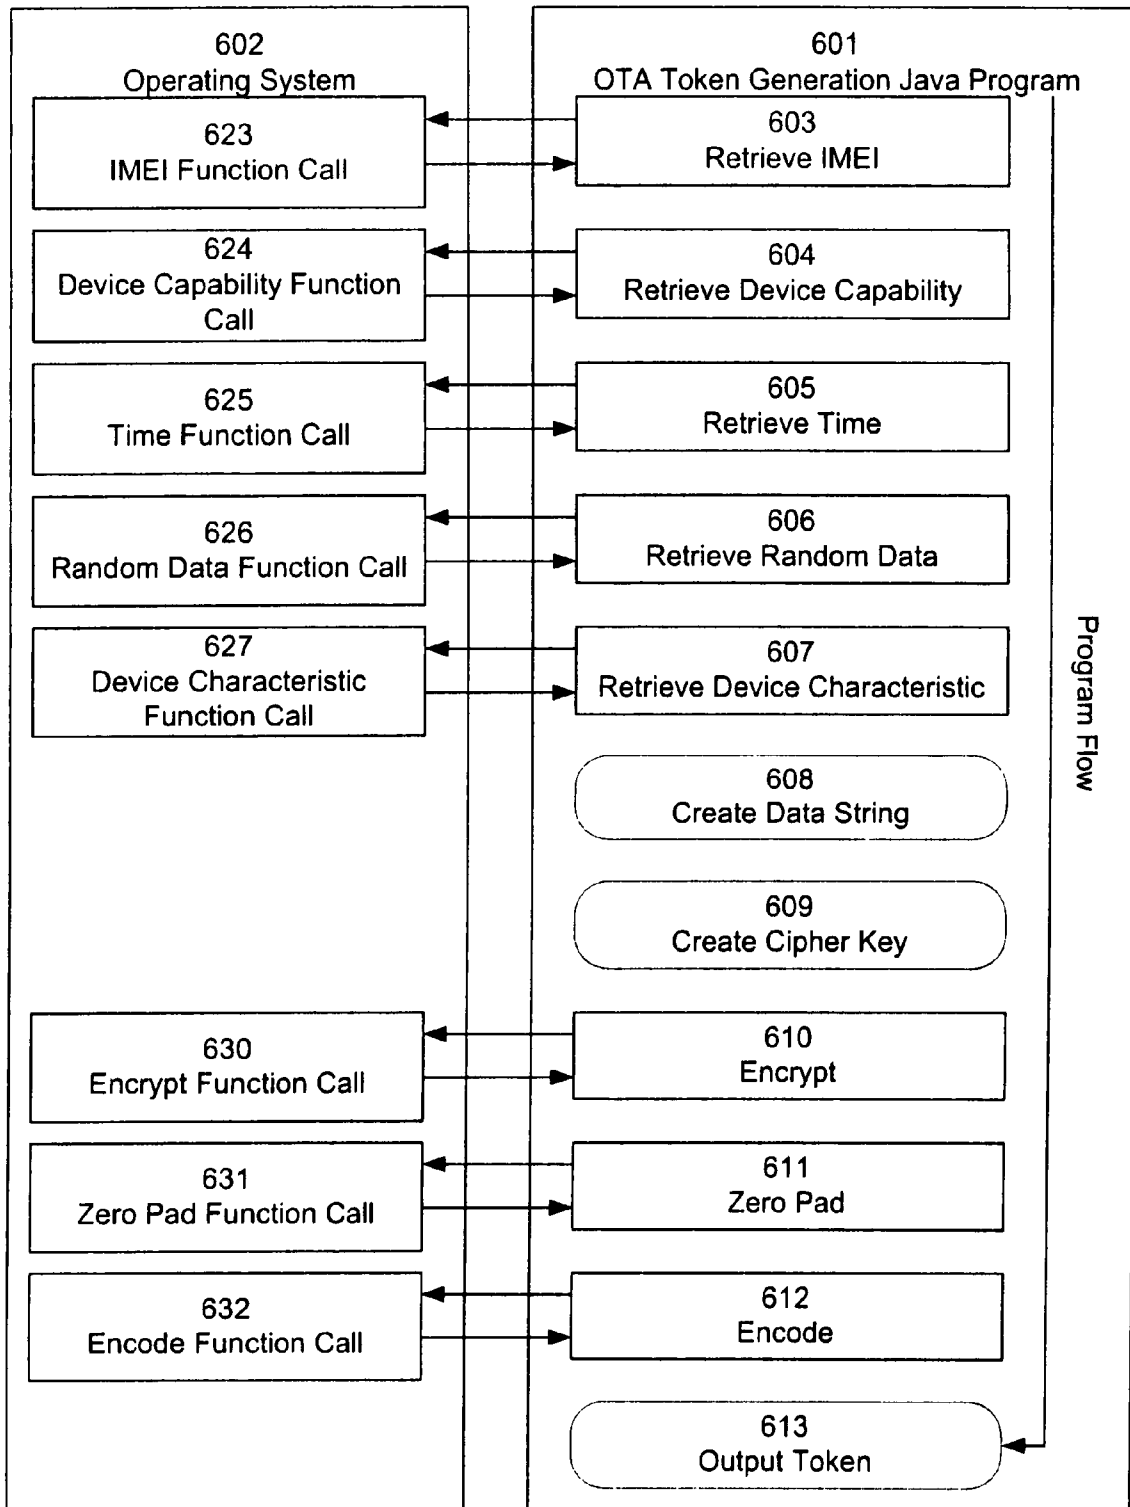 602
Operating System
623
IMEI Function Call
624
Device Capability Function
Call
625
Time Function Call
626
Random Data Function Call
627
Device Characteristic
Function Call
630
Encrypt Function Call
631
Zero Pad Function Call
632
Encode Function Call
601
OTA Token Generation Java Program
603
Retrieve IMEI
604
Retrieve Device Capability
605
Retrieve Time
606
Retrieve Random Data
607
Retrieve Device Characteristic
608
Create Data String
609
Create Cipher Key
610
Encrypt
611
Zero Pad
612
Encode
613
Output Token
Program Flow